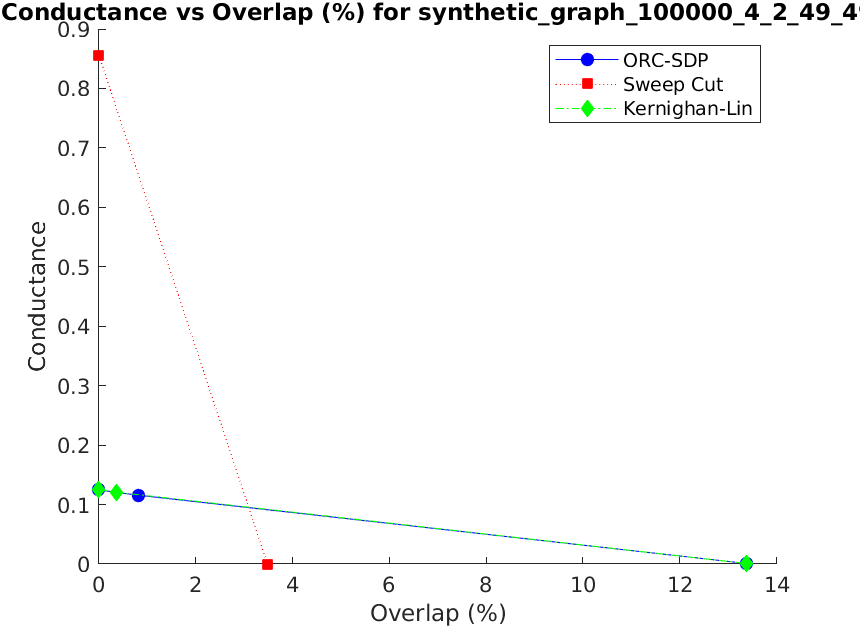 Conductance vs Overlap (%) for synthetic_graph_100000_4_2_49_4
ORC-SDP
Sweep Cut
Kernighan-Lin
Conductance
0.9
0.8
0.7
0.6
0.5
0.4
0.3
0.2
0.1
0
0 2 4 6 8 10 12 14
Overlap (%)